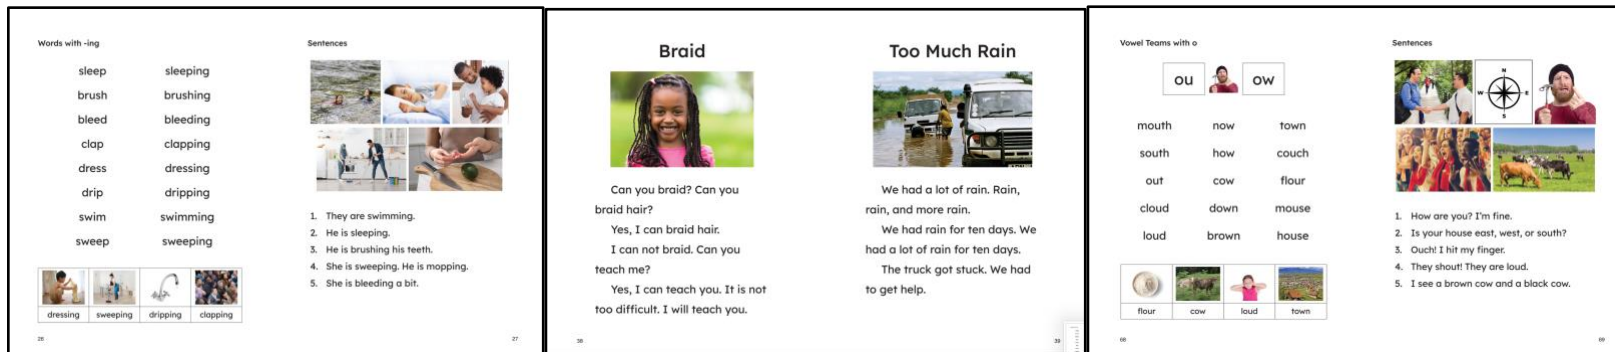 Words with -ing
sleep sleeping
brush brushing
bleed bleeding
clap clapping
dress dressing
drip dripping
swim swimming
sweep sweeping
dressing sweeping dripping clapping
26
Sentences
1. They are swimming.
2. He is sleeping.
3. He is brushing his teeth.
4. She is sweeping. He is mopping.
5. She is bleeding a bit.
27
Braid
Can you braid? Can you
braid hair?
Yes, I can braid hair.
I can not braid. Can you
teach me?
Yes, I can teach you. It is not
too difficult. I will teach you.
38
Too Much Rain
We had a lot of rain. Rain,
rain, and more rain.
We had rain for ten days. We
had a lot of rain for ten days.
The truck got stuck. We had
to get help.
39
Vowel Teams with o
ou ow
mouth now town
south how couch
out cow flour
cloud down mouse
loud brown house
flour cow loud town
68
Sentences
N
W E
S
1. How are you? I'm fine.
2. Is your house east, west, or south?
3. Ouch! I hit my finger.
4. They shout! They are loud.
5. I see a brown cow and a black cow.
69